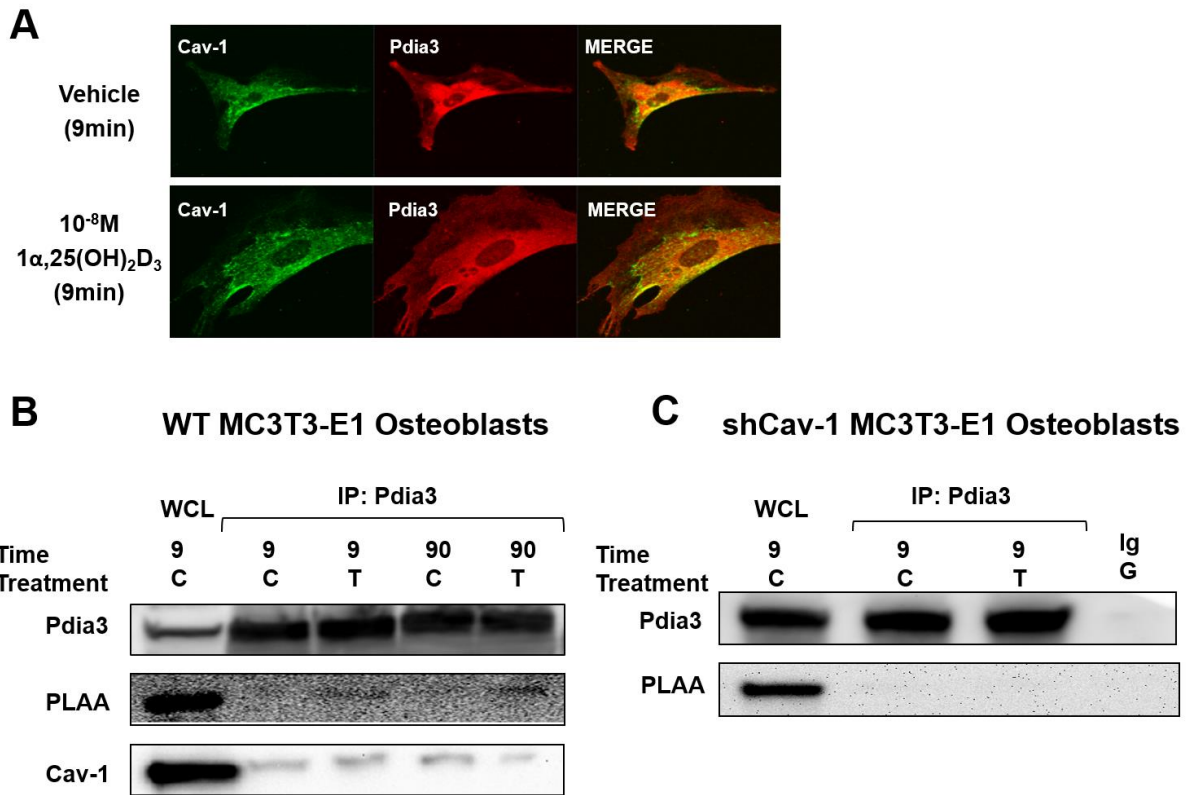 A
Vehicle
(9min)
Cav-1 Pdia3 MERGE
10⁻⁸M
1α,25(OH)₂D₃
(9min)
Cav-1 Pdia3 MERGE
B
WT MC3T3-E1 Osteoblasts
WCL IP: Pdia3
Time 9 9 9 90 90
Treatment C C T C T
Pdia3
PLAA
Cav-1
C
shCav-1 MC3T3-E1 Osteoblasts
WCL IP: Pdia3
Time 9 9 9 Ig
Treatment C C T G
Pdia3
PLAA